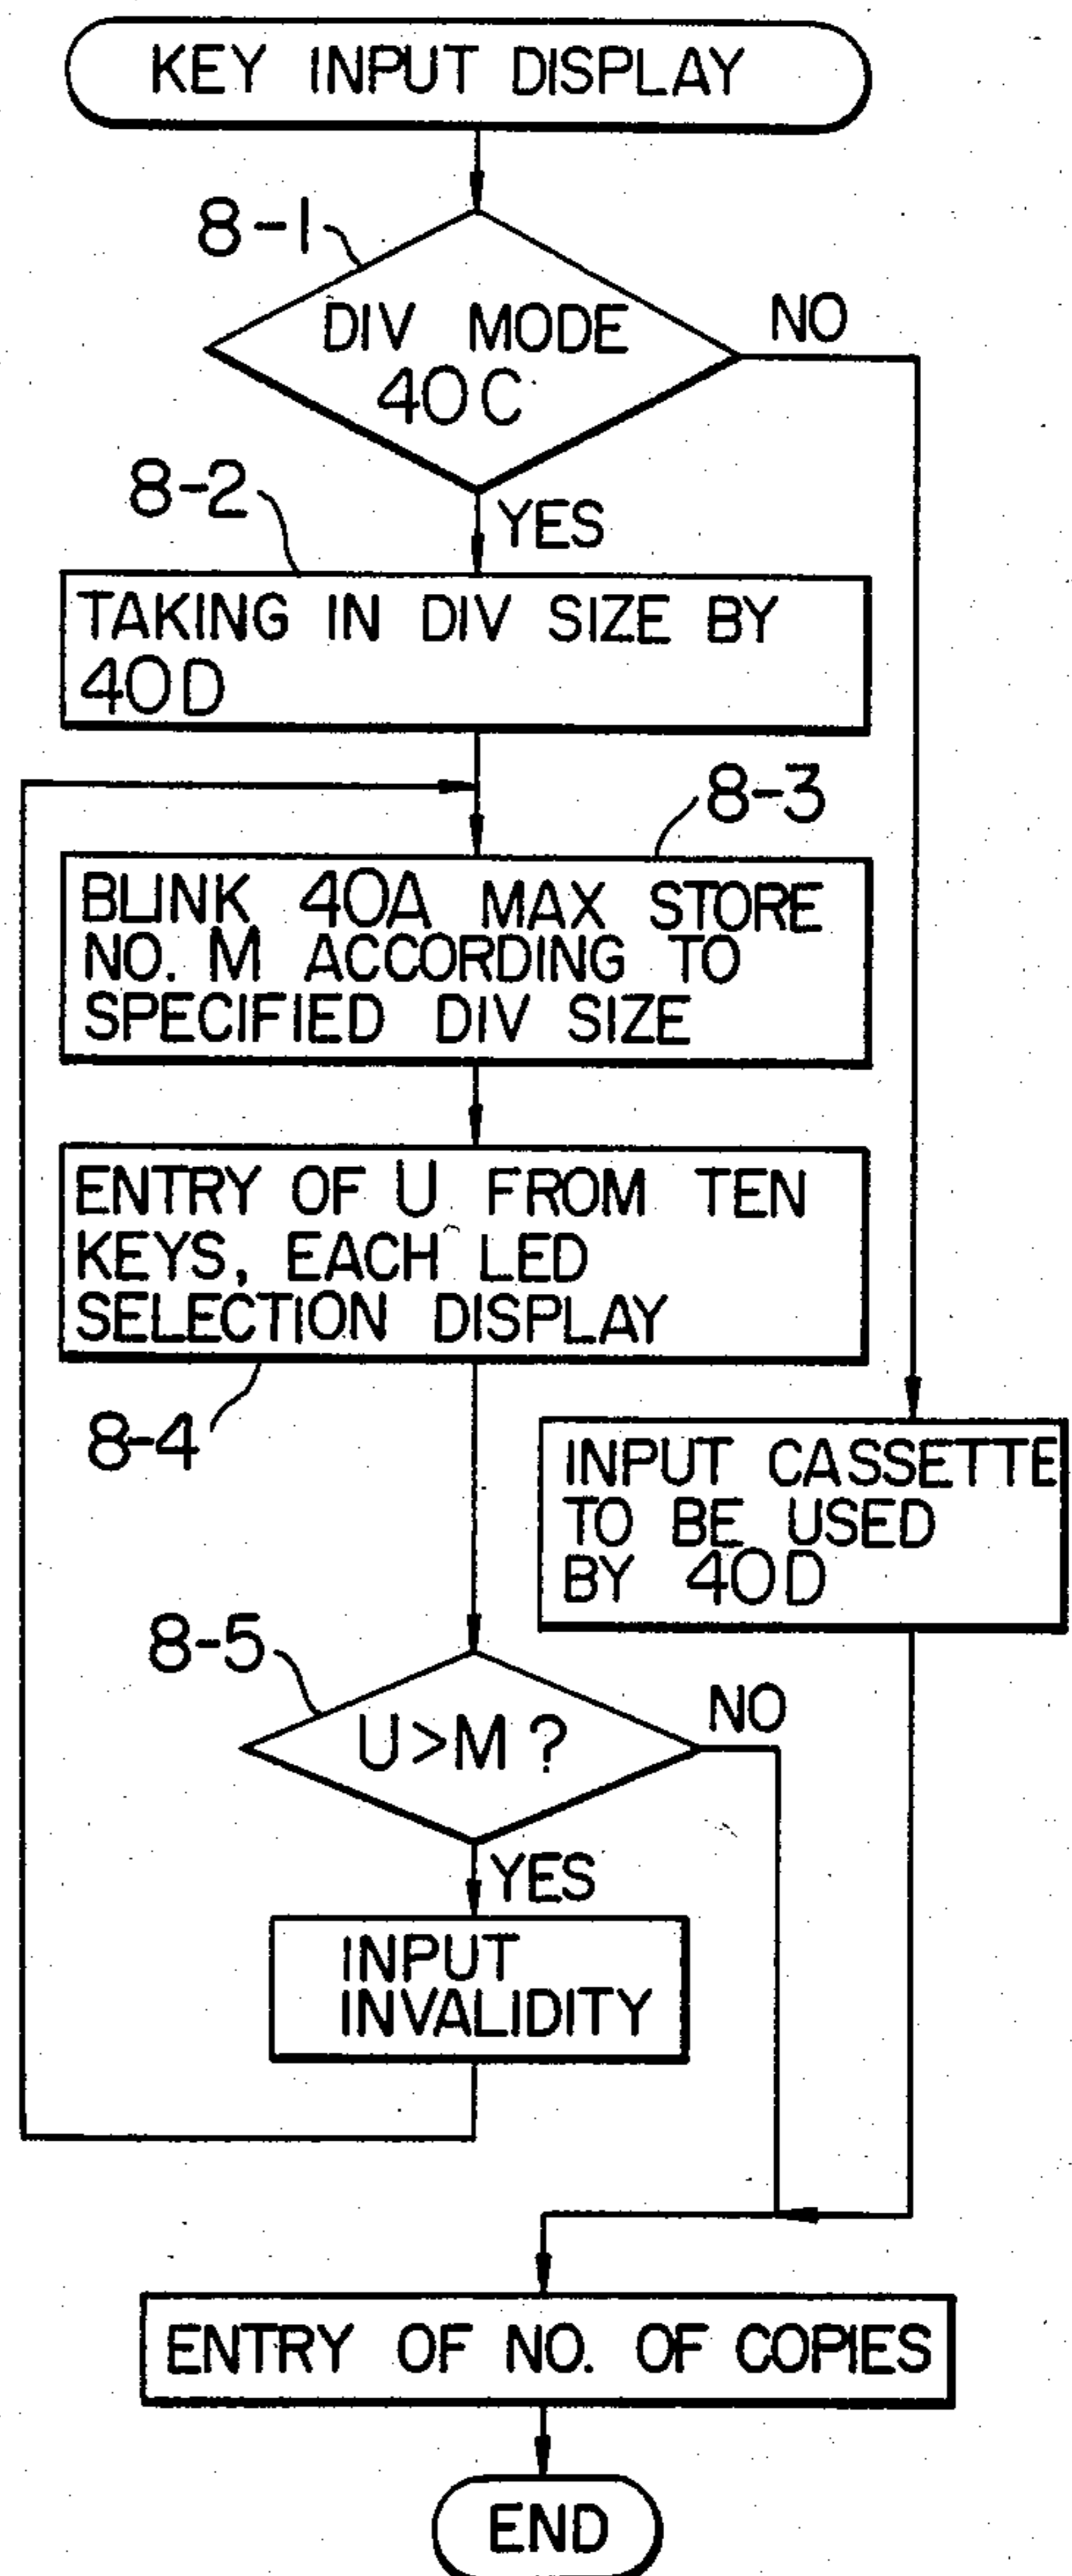 KEY INPUT DISPLAY
8-1
DIV MODE
40C
NO
YES
8-2
TAKING IN DIV SIZE BY
40D
8-3
BLINK 40A MAX STORE
NO. M ACCORDING TO
SPECIFIED DIV SIZE
ENTRY OF U FROM TEN
KEYS, EACH LED
SELECTION DISPLAY
8-4
INPUT CASSETTE
TO BE USED
BY 40D
8-5
U>M?
NO
YES
INPUT
INVALIDITY
ENTRY OF NO. OF COPIES
END